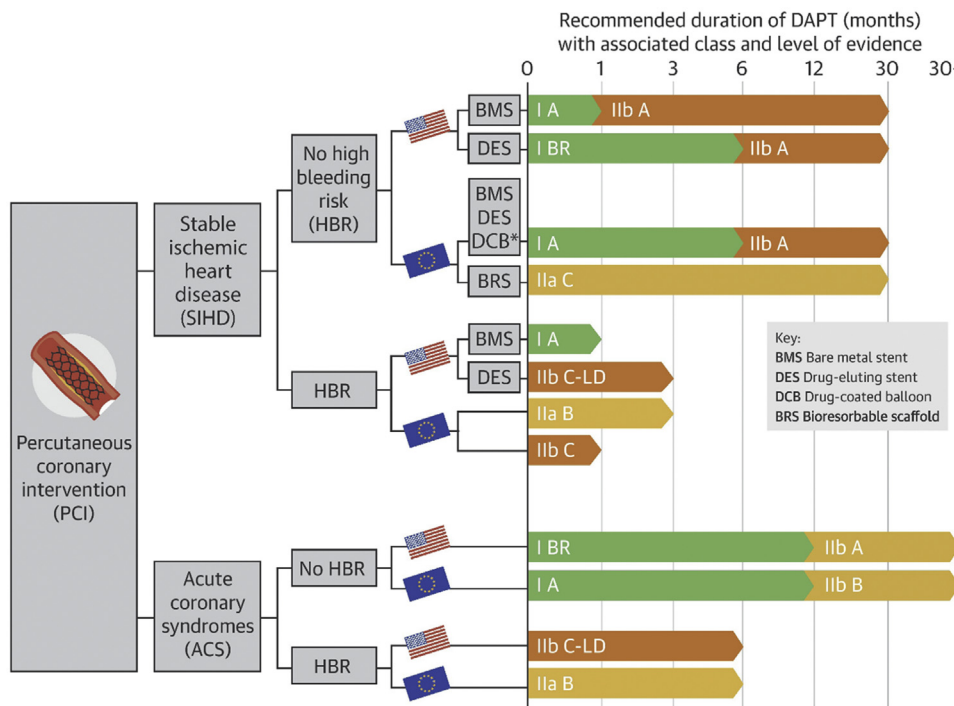 Recommended duration of DAPT (months)
with associated class and level of evidence
0 1 3 6 12 30 30+
Percutaneous
coronary
intervention
(PCI)
Stable
ischemic
heart
disease
(SIHD)
No high
bleeding
risk
(HBR)
BMS
I A IIb A
DES
I BR IIb A
BMS
DES
DCB*
I A IIb A
BRS
IIa C
HBR
BMS
I A
DES
IIb C-LD
IIa B
IIb C
Key:
BMS Bare metal stent
DES Drug-eluting stent
DCB Drug-coated balloon
BRS Bioresorbable scaffold
Acute
coronary
syndromes
(ACS)
No HBR
I BR IIb A
I A IIb B
HBR
IIb C-LD
IIa B